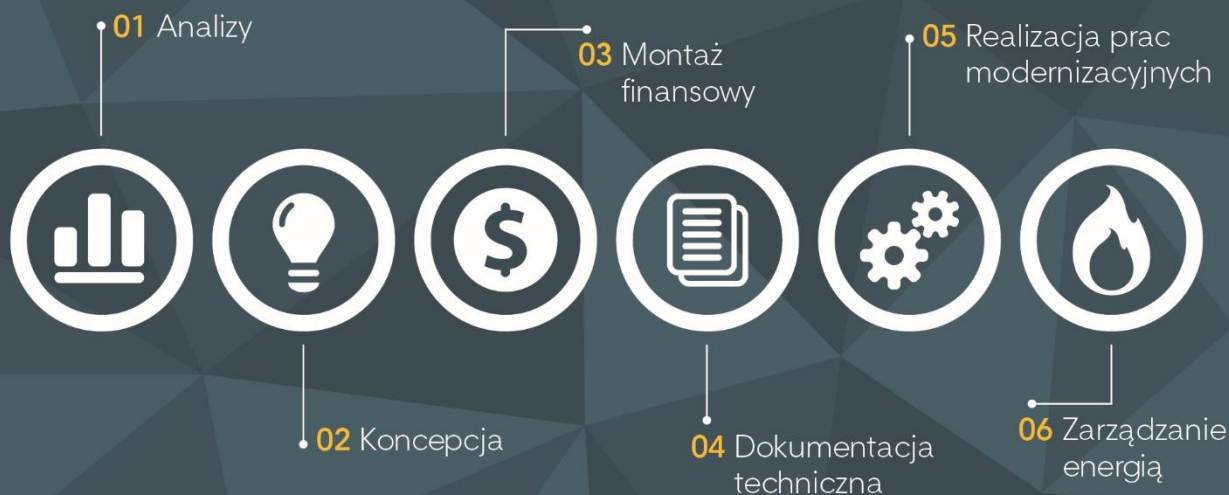 01 Analizy
02 Koncepcja
03 Montaż
finansowy
04 Dokumentacja
techniczna
05 Realizacja prac
modernizacyjnych
06 Zarządzanie
energią